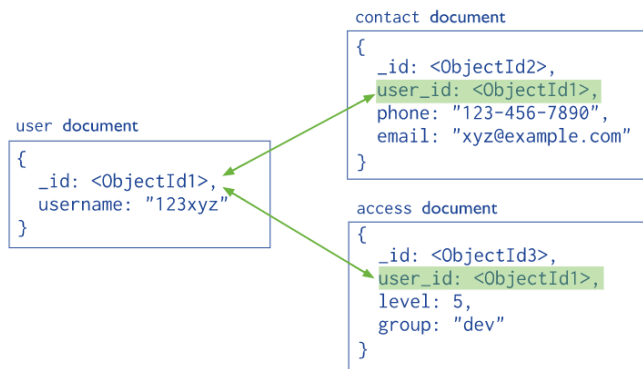 user document
{
_id: <ObjectId1>,
username: "123xyz"
}
contact document
{
_id: <ObjectId2>,
user_id: <ObjectId1>,
phone: "123-456-7890",
email: "xyz@example.com"
}
access document
{
_id: <ObjectId3>,
user_id: <ObjectId1>,
level: 5,
group: "dev"
}